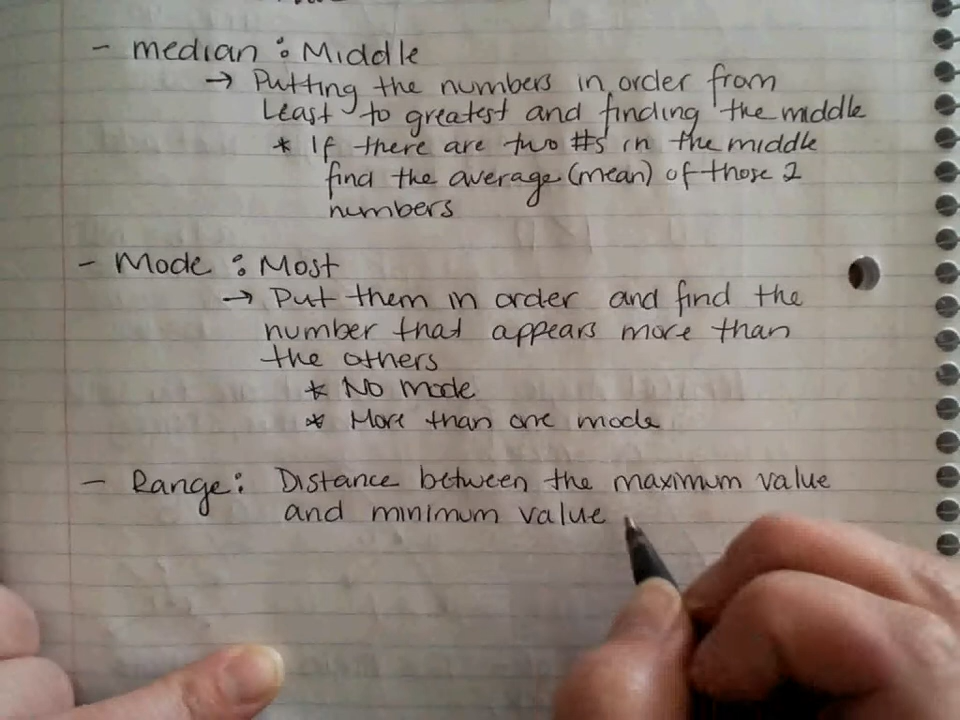 - median : Middle
→ Putting the numbers in order from
Least to greatest and finding the middle
* If there are two #s in the middle
find the average (mean) of those 2
numbers
- Mode : Most
→ Put them in order and find the
number that appears more than
the others
* No mode
* More than one mode
- Range: Distance between the maximum value
and minimum value